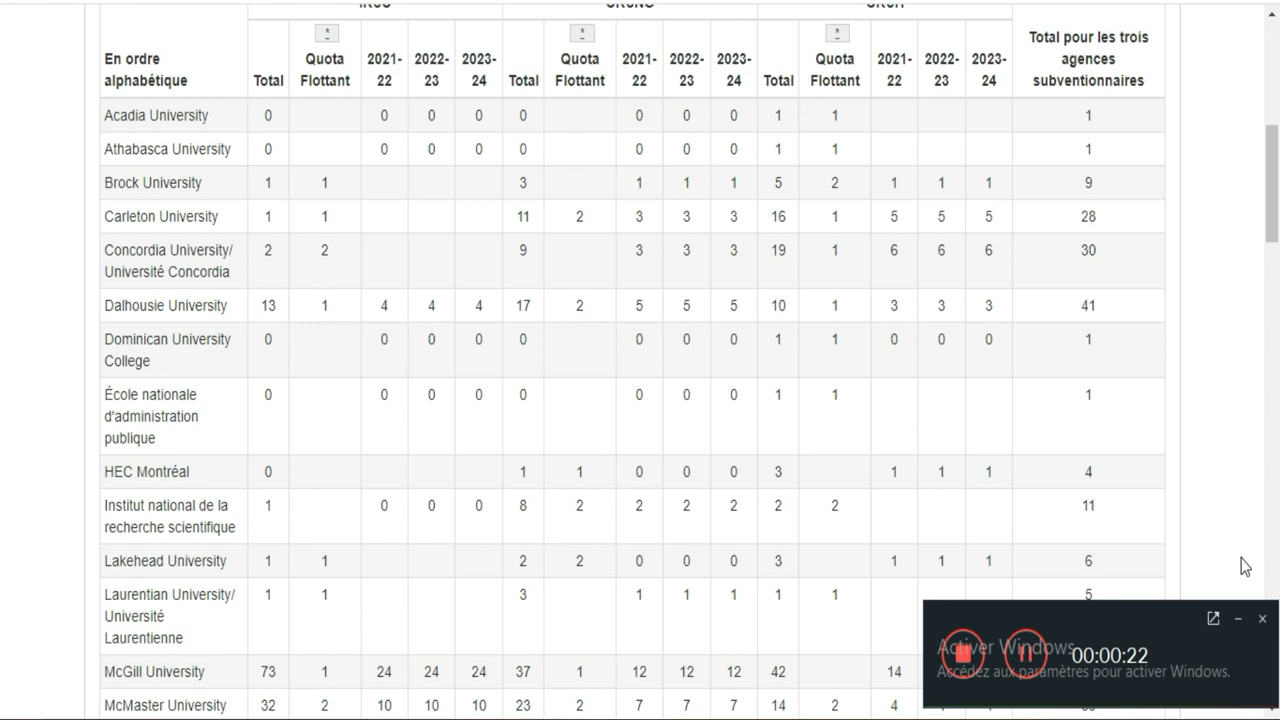 En orrre
alphabétique
Total
*
Quota
Flottant
2021-
22
2022-
23
2023-
24
Total
*
Quota
Flottant
2021-
22
2022-
23
2023-
24
Total
*
Quota
Flottant
2021-
22
2022-
23
2023-
24
Total pour les trois
agences
subventionnaires
Acadia University 0 0 0 0 0 0 0 0 1 1 1
Athabasca University 0 0 0 0 0 0 0 0 1 1 1
Brock University 1 1 3 1 1 1 5 2 1 1 1 9
Carleton University 1 1 11 2 3 3 3 16 1 5 5 5 28
Concordia University/
Université Concordia
2 2 9 3 3 3 19 1 6 6 6 30
Dalhousie University 13 1 4 4 4 17 2 5 5 5 10 1 3 3 3 41
Dominican University
College
0 0 0 0 0 0 0 0 1 1 0 0 0 1
École nationale
d'administration
publique
0 0 0 0 0 0 0 0 1 1 1
HEC Montréal 0 1 1 0 0 0 3 1 1 1 4
Institut national de la
recherche scientifique
1 0 0 0 8 2 2 2 2 2 2 11
Lakehead University 1 1 2 2 0 0 0 3 1 1 1 6
Laurentian University/
Université
Laurentienne
1 1 3 1 1 1 1 1 5
McGill University 73 1 24 24 24 37 1 12 12 12 42 14
McMaster University 32 2 10 10 10 23 2 7 7 7 14 2 4
Activer Windows
Accédez aux paramètres pour activer Windows.
00:00:22